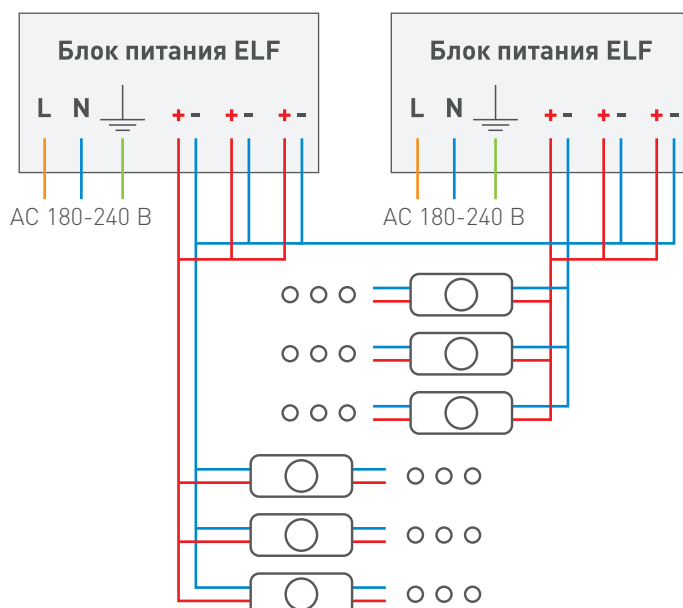 Блок питания ELF
L N + - + - + -
AC 180-240 В
Блок питания ELF
L N + - + - + -
AC 180-240 В